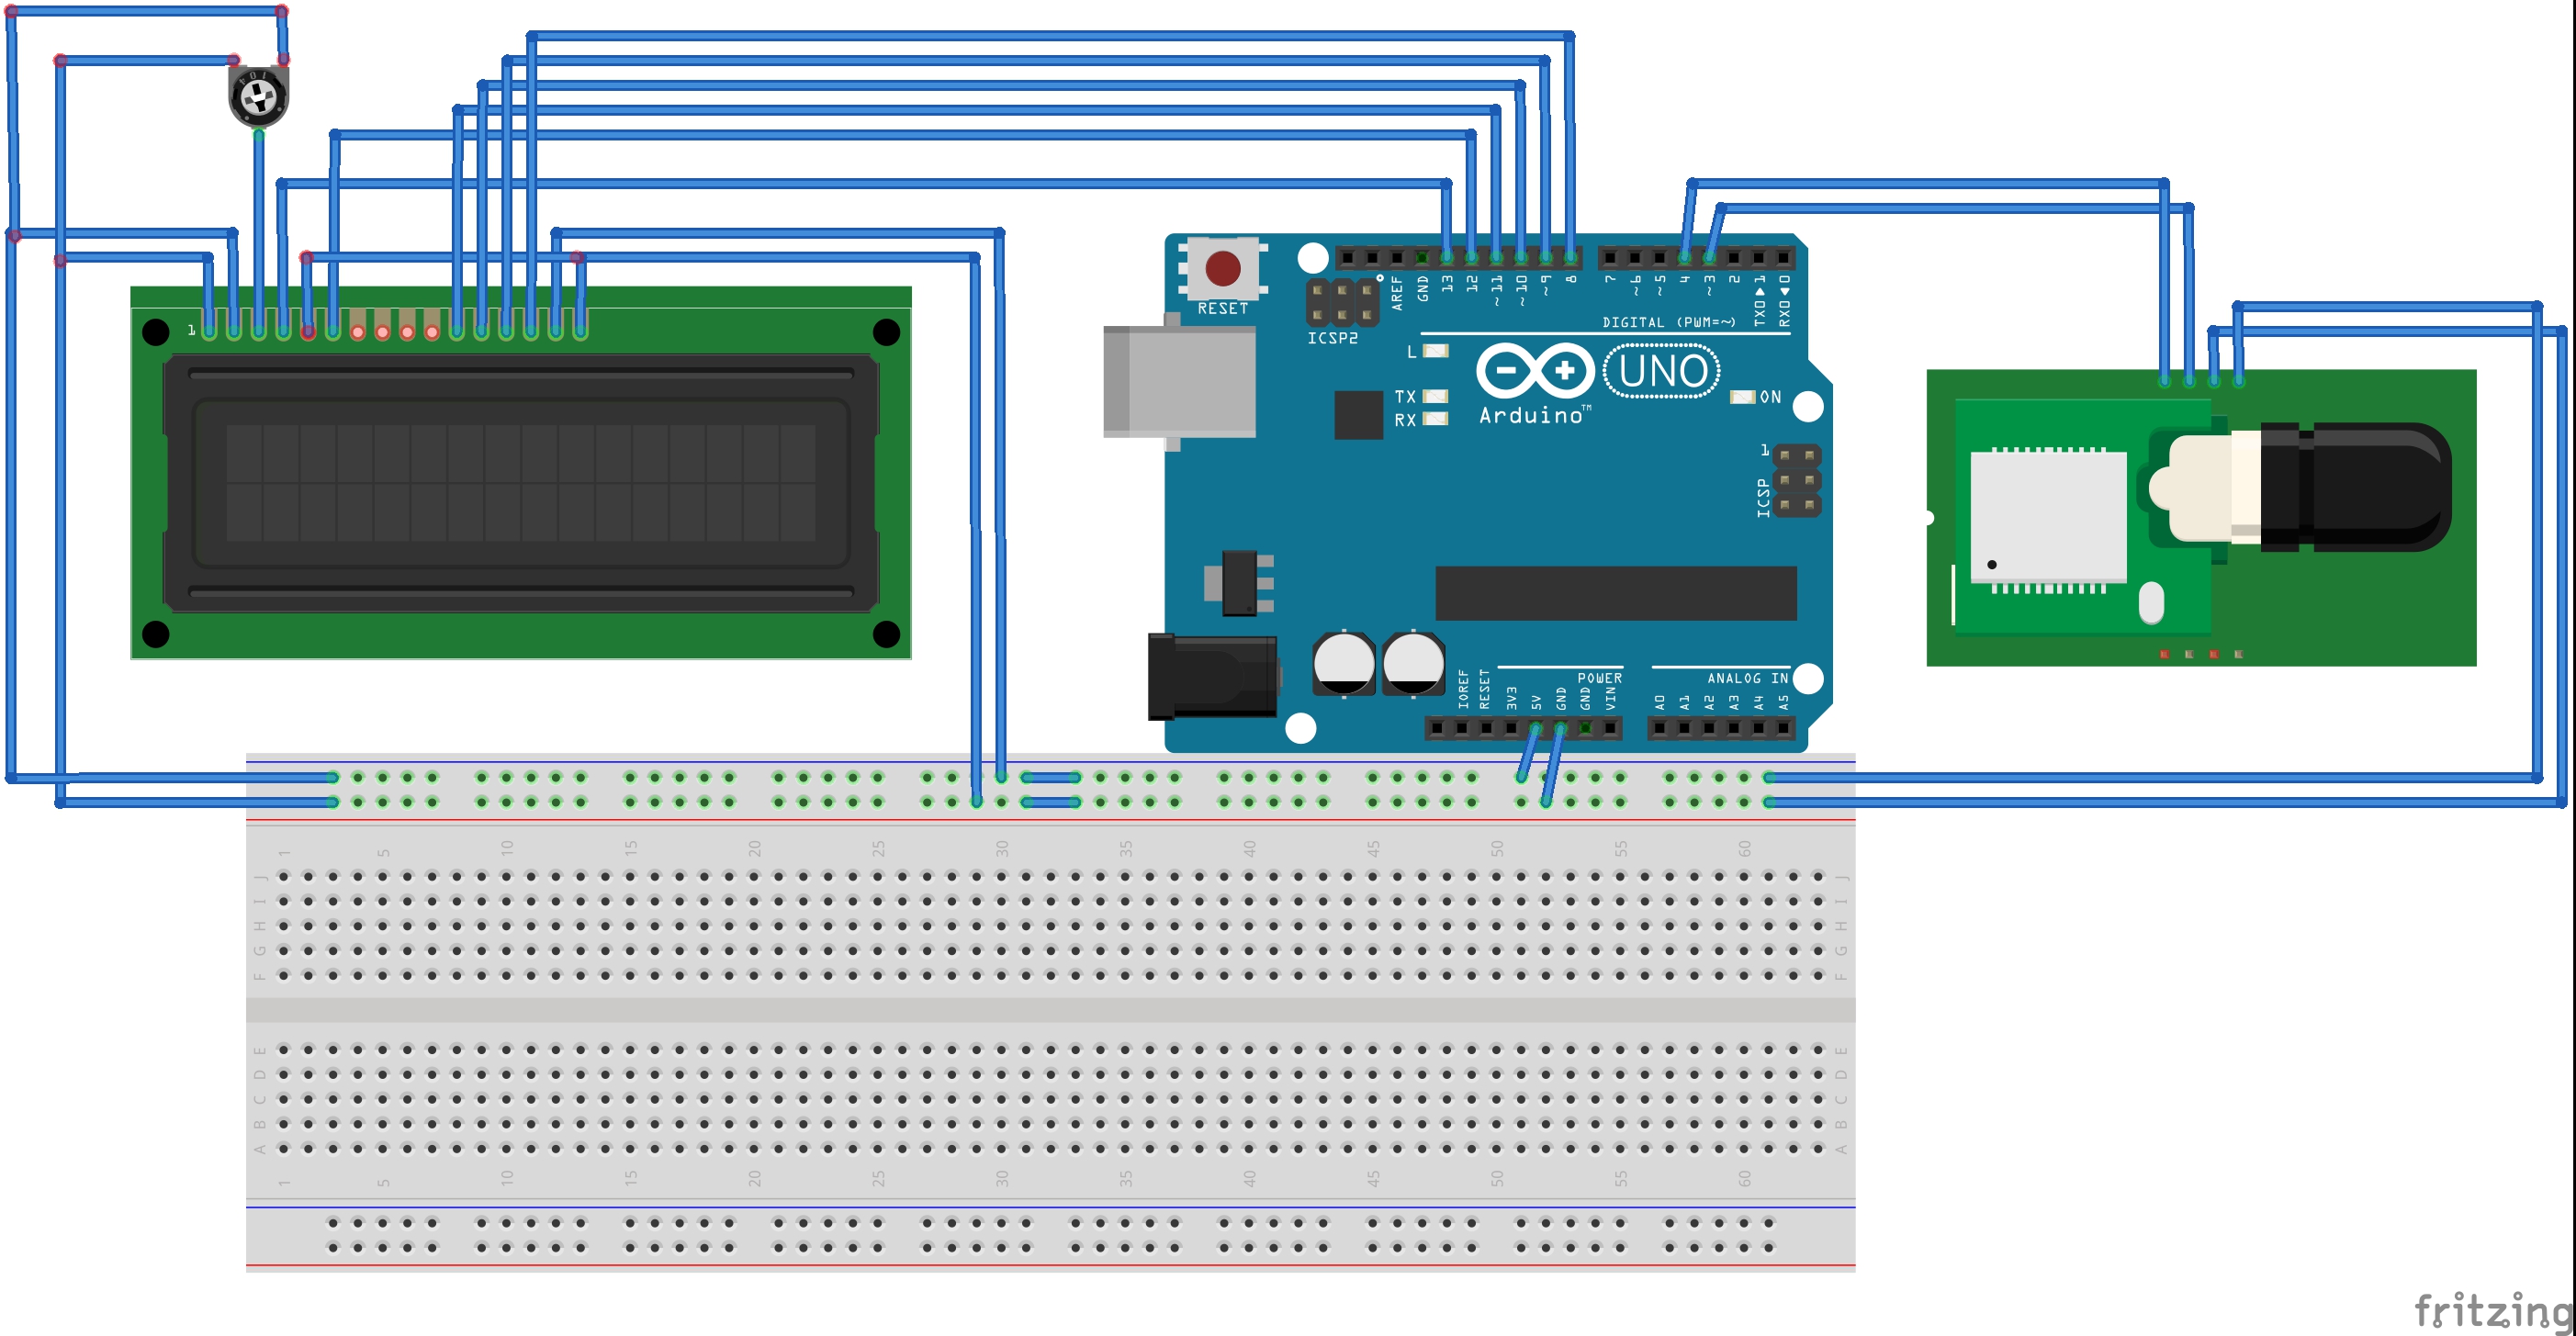 104
1
RESET
ICSP2
AREF
GND
13
12
~11
~10
~9
8
7
~6
~5
4
~3
2
TX0▶1
RX0◀0
DIGITAL (PWM=~)
L
TX
RX
UNO
Arduino™
ON
1
ICSP
IOREF
RESET
3V3
5V
GND
GND
VIN
POWER
A0
A1
A2
A3
A4
A5
ANALOG IN
1 5 10 15 20 25 30 35 40 45 50 55 60
J J
I I
H H
G G
F F
E E
D D
C C
B B
A A
1 5 10 15 20 25 30 35 40 45 50 55 60
fritzing